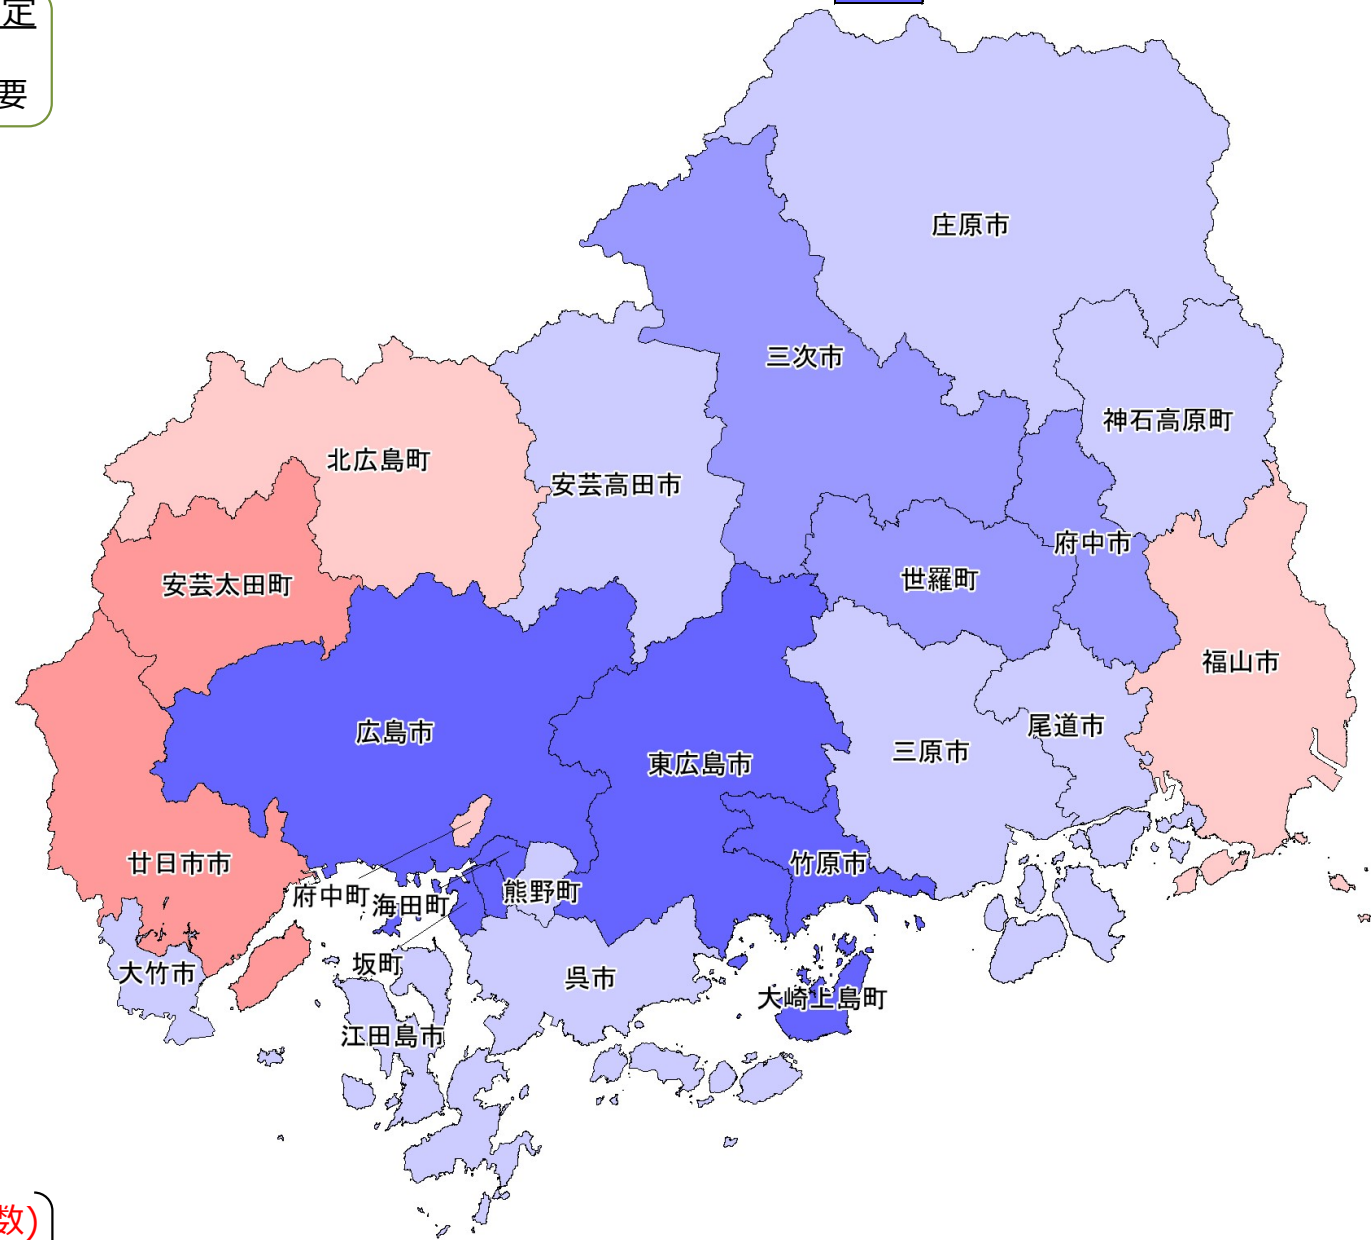 定
要
庄原市
三次市
神石高原町
北広島町
安芸高田市
府中市
安芸太田町
世羅町
福山市
広島市
尾道市
東広島市
三原市
廿日市市
竹原市
府中町
海田町
熊野町
坂町
大竹市
呉市
大崎上島町
江田島市
数)